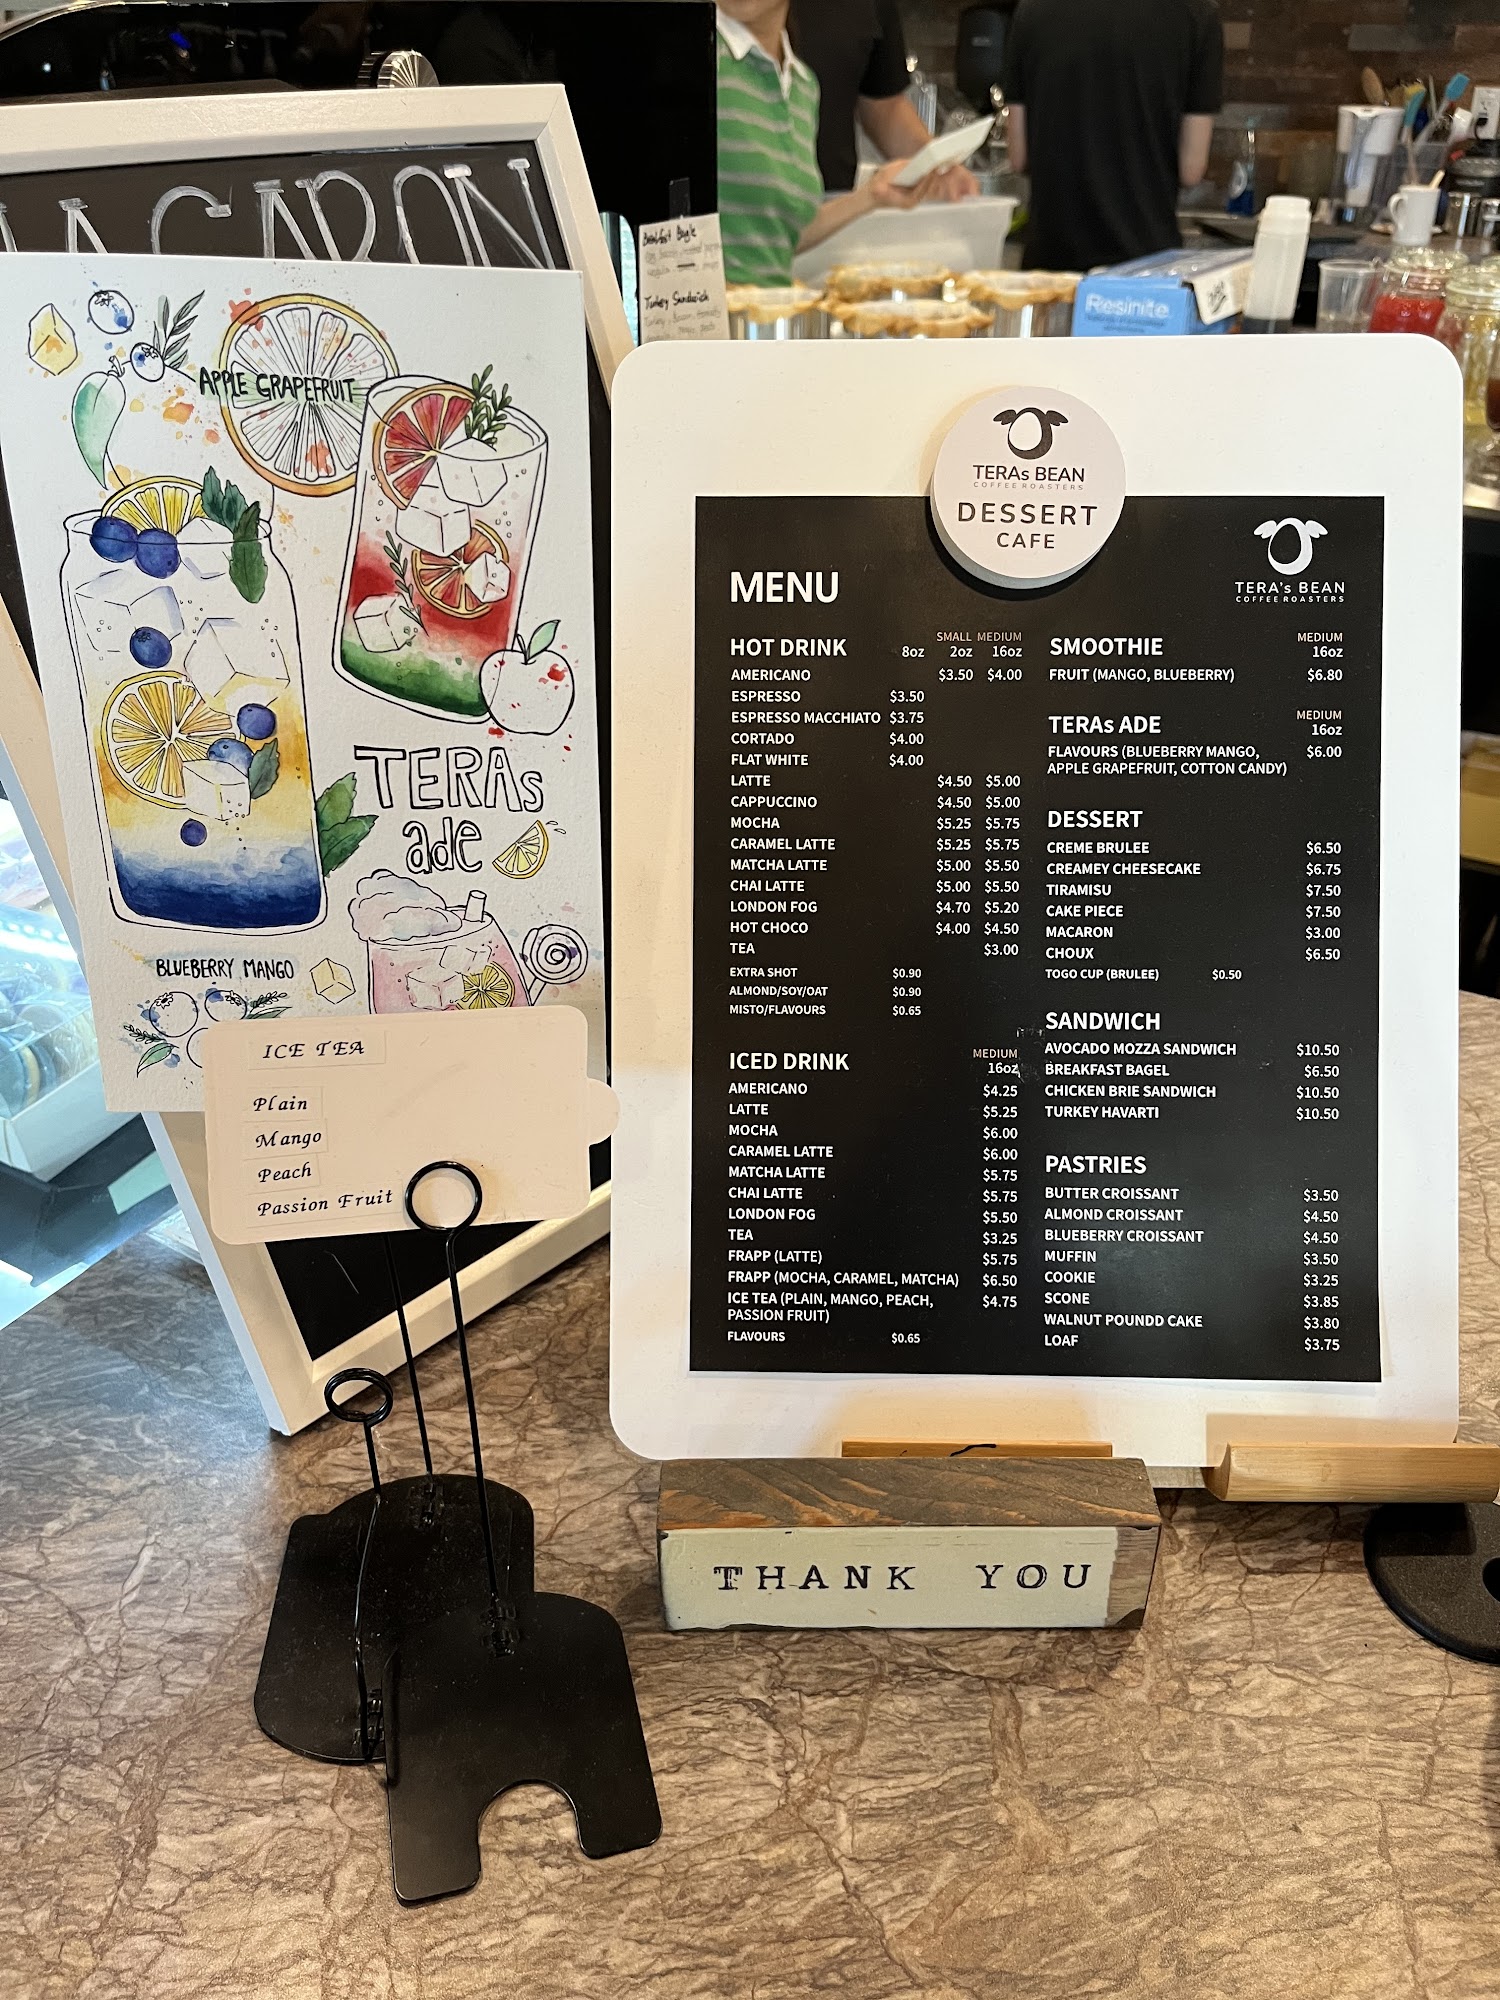 MACARON
Breakfast Bagle
Turkey Sandwich
Resinite
APPLE GRAPEFRUIT
TERAs
ade
BLUEBERRY MANGO
ICE TEA
Plain
Mango
Peach
Passion Fruit
TERAs BEAN
COFFEE ROASTERS
DESSERT
CAFE
TERA's BEAN
COFFEE ROASTERS
MENU
HOT DRINK 8oz SMALL 2oz MEDIUM 16oz
AMERICANO $3.50 $4.00
ESPRESSO $3.50
ESPRESSO MACCHIATO $3.75
CORTADO $4.00
FLAT WHITE $4.00
LATTE $4.50 $5.00
CAPPUCCINO $4.50 $5.00
MOCHA $5.25 $5.75
CARAMEL LATTE $5.25 $5.75
MATCHA LATTE $5.00 $5.50
CHAI LATTE $5.00 $5.50
LONDON FOG $4.70 $5.20
HOT CHOCO $4.00 $4.50
TEA $3.00
EXTRA SHOT $0.90
ALMOND/SOY/OAT $0.90
MISTO/FLAVOURS $0.65
ICED DRINK MEDIUM 16oz
AMERICANO $4.25
LATTE $5.25
MOCHA $6.00
CARAMEL LATTE $6.00
MATCHA LATTE $5.75
CHAI LATTE $5.75
LONDON FOG $5.50
TEA $3.25
FRAPP (LATTE) $5.75
FRAPP (MOCHA, CARAMEL, MATCHA) $6.50
ICE TEA (PLAIN, MANGO, PEACH, $4.75
PASSION FRUIT)
FLAVOURS $0.65
SMOOTHIE MEDIUM 16oz
FRUIT (MANGO, BLUEBERRY) $6.80
TERAs ADE MEDIUM 16oz
FLAVOURS (BLUEBERRY MANGO, $6.00
APPLE GRAPEFRUIT, COTTON CANDY)
DESSERT
CREME BRULEE $6.50
CREAMEY CHEESECAKE $6.75
TIRAMISU $7.50
CAKE PIECE $7.50
MACARON $3.00
CHOUX $6.50
TOGO CUP (BRULEE) $0.50
SANDWICH
AVOCADO MOZZA SANDWICH $10.50
BREAKFAST BAGEL $6.50
CHICKEN BRIE SANDWICH $10.50
TURKEY HAVARTI $10.50
PASTRIES
BUTTER CROISSANT $3.50
ALMOND CROISSANT $4.50
BLUEBERRY CROISSANT $4.50
MUFFIN $3.50
COOKIE $3.25
SCONE $3.85
WALNUT POUNDD CAKE $3.80
LOAF $3.75
THANK YOU